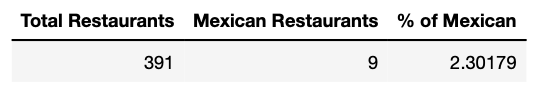 Total Restaurants Mexican Restaurants % of Mexican
391 9 2.30179